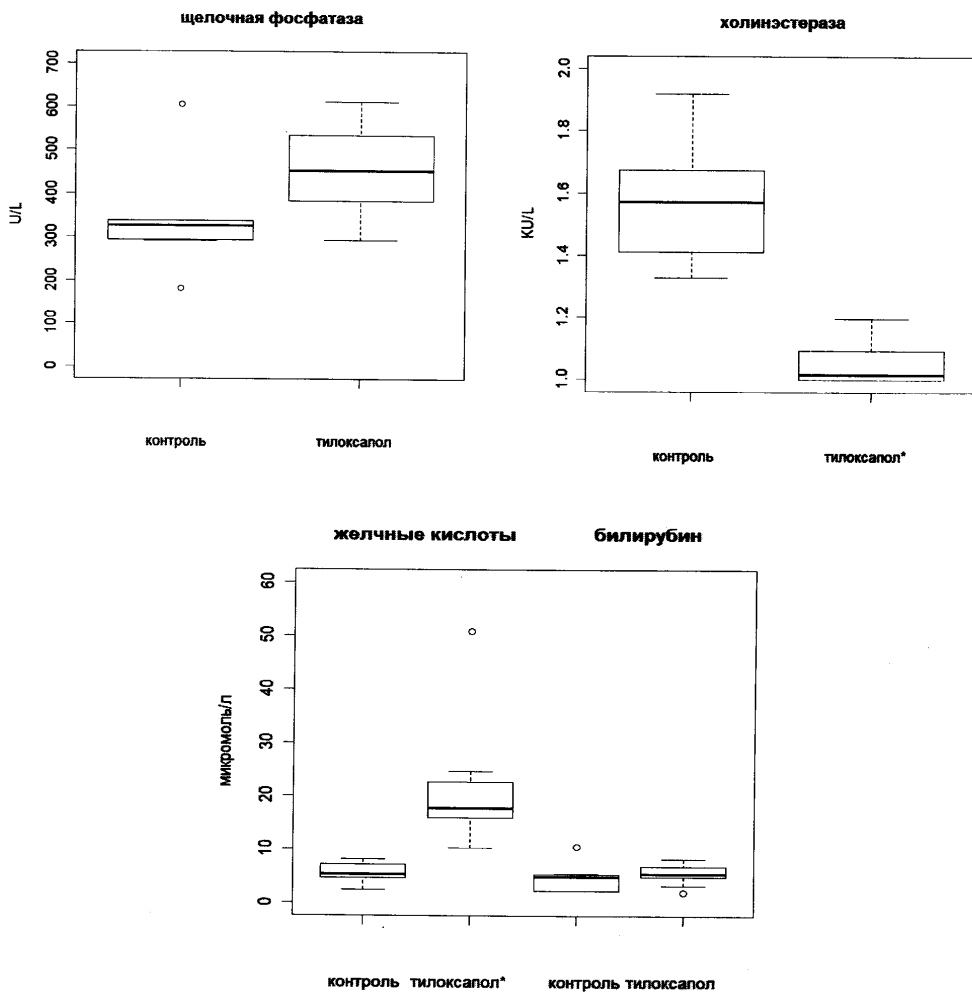 щелочная фосфатаза
U/L
700
600
500
400
300
200
100
0
контроль
тилоксапол
холинэстераза
KU/L
2.0
1.8
1.6
1.4
1.2
1.0
контроль
тилоксапол*
желчные кислоты
билирубин
микромоль/л
60
50
40
30
20
10
0
контроль тилоксапол*
контроль тилоксапол